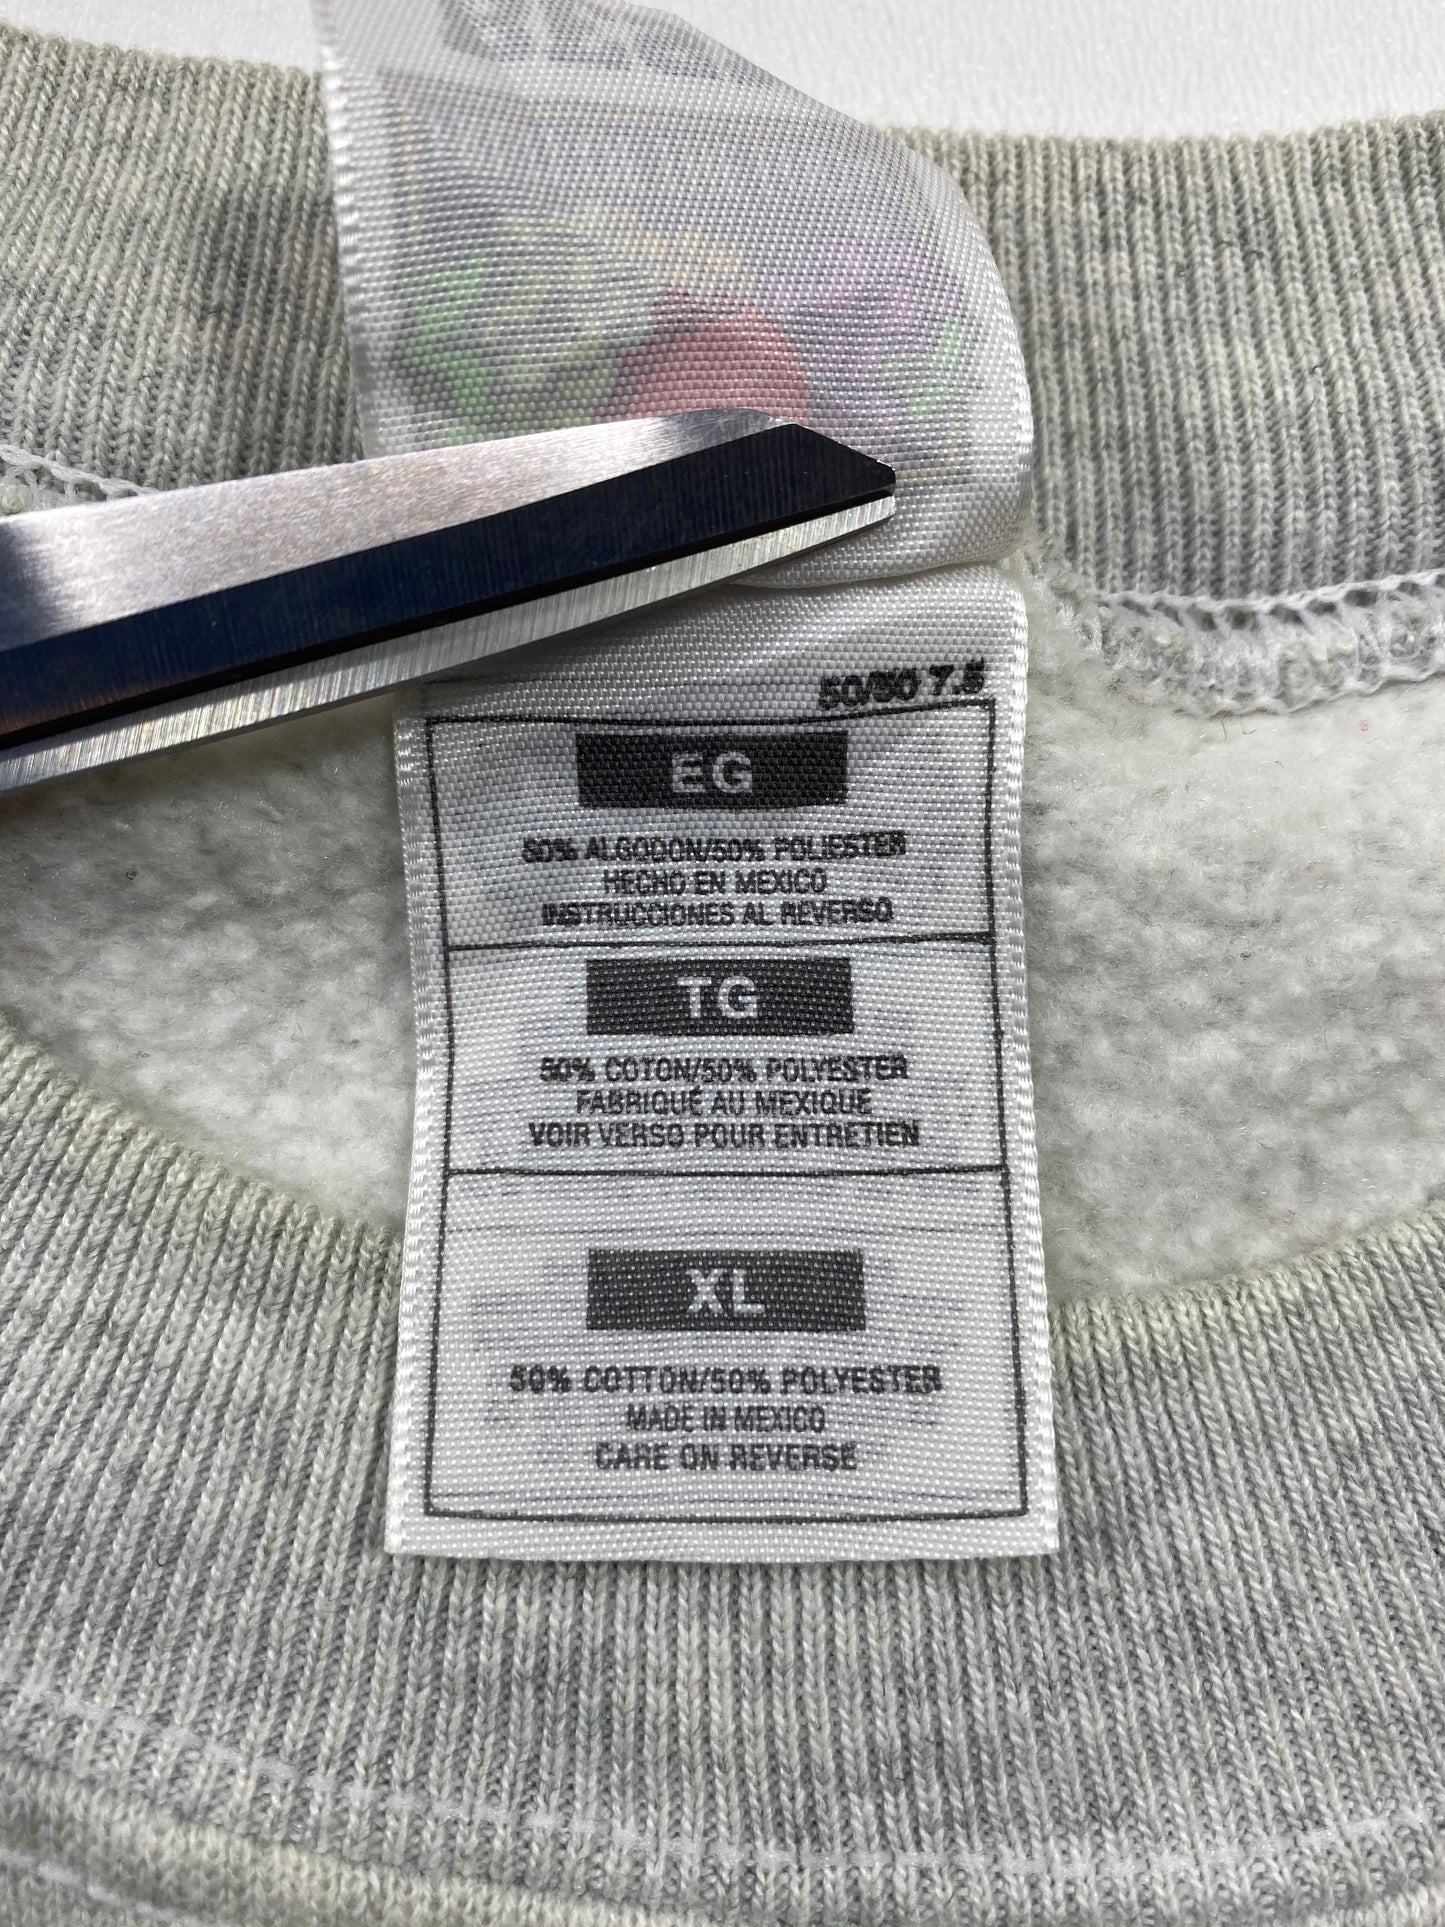 50/50 7.5
EG
50% ALGODON/50% POLIESTER
HECHO EN MEXICO
INSTRUCCIONES AL REVERSO
TG
50% COTON/50% POLYESTER
FABRIQUÉ AU MEXIQUE
VOIR VERSO POUR ENTRETIEN
XL
50% COTTON/50% POLYESTER
MADE IN MEXICO
CARE ON REVERSE